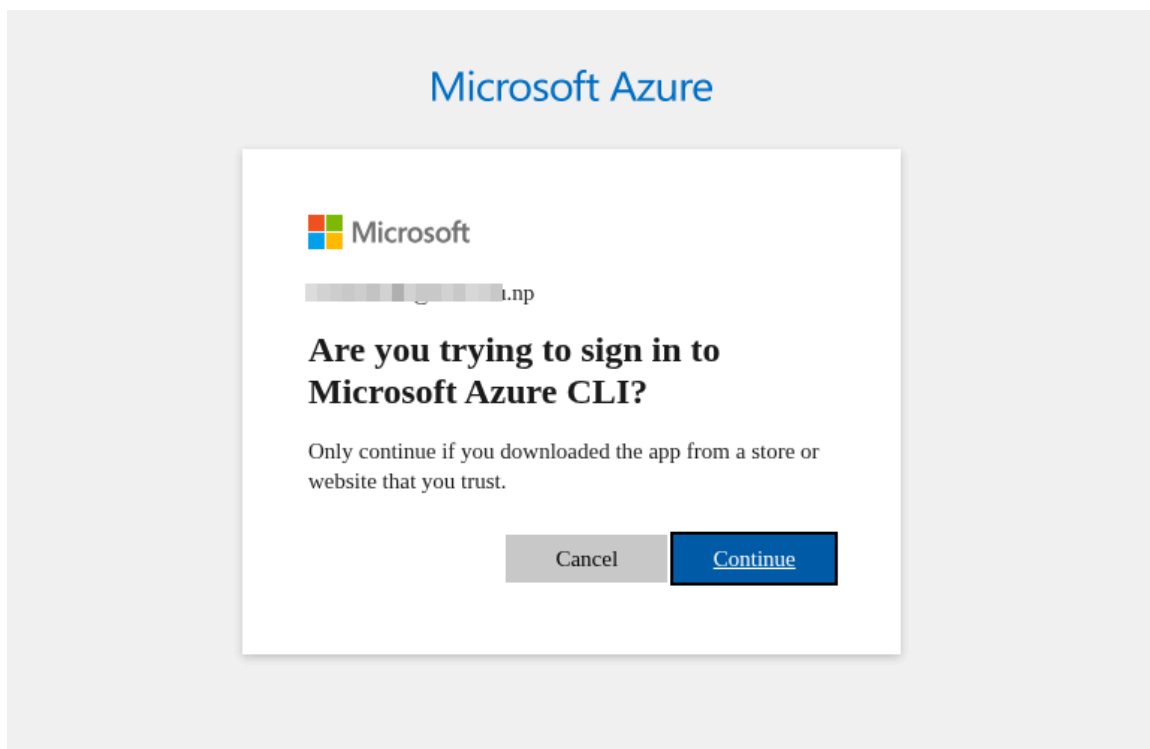 Microsoft Azure
Microsoft
.np
Are you trying to sign in to
Microsoft Azure CLI?
Only continue if you downloaded the app from a store or
website that you trust.
Cancel Continue